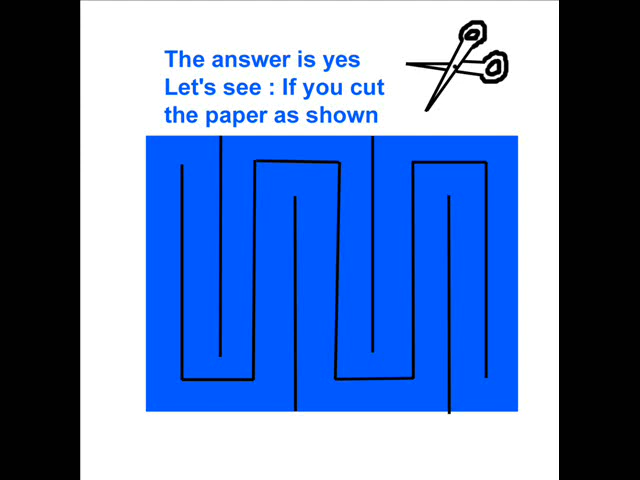 The answer is yes
Let's see : If you cut
the paper as shown